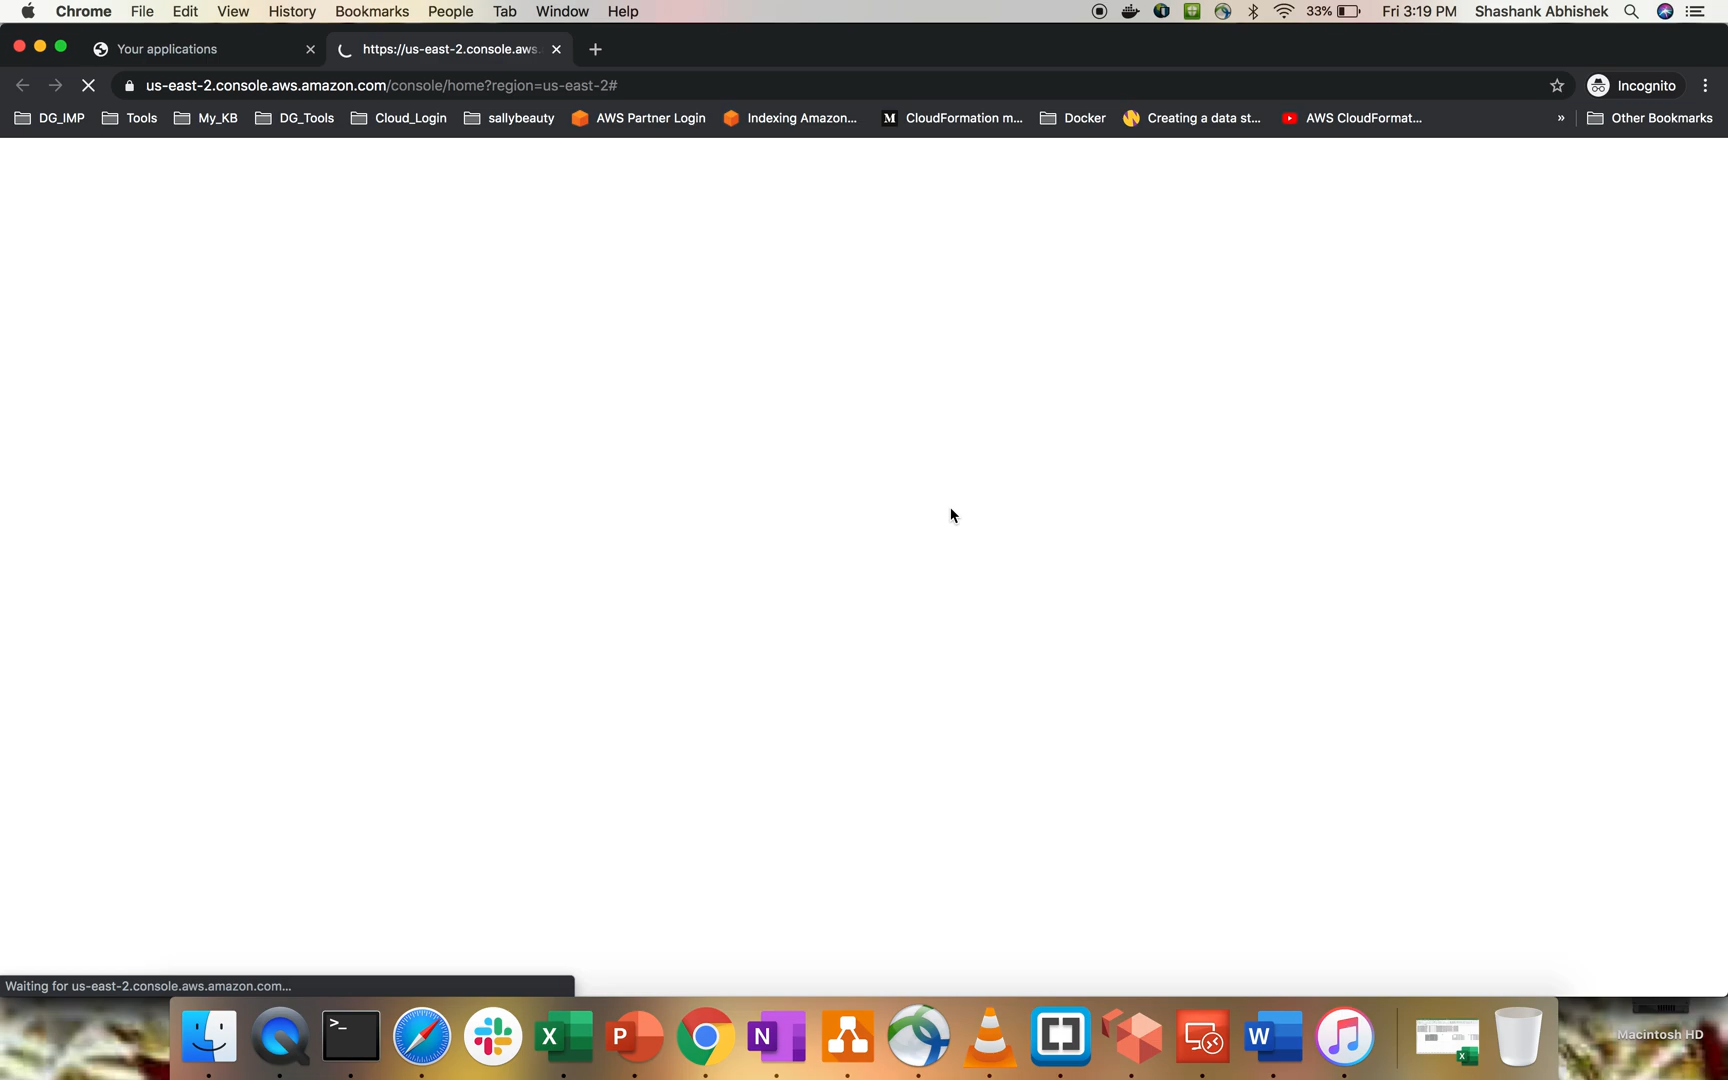 Chrome File Edit View History Bookmarks People Tab Window Help 33% Fri 3:19 PM Shashank Abhishek
Your applications https://us-east-2.console.aws.
us-east-2.console.aws.amazon.com/console/home?region=us-east-2# Incognito
DG_IMP Tools My_KB DG_Tools Cloud_Login sallybeauty AWS Partner Login Indexing Amazon... M CloudFormation m... Docker Creating a data st... AWS CloudFormat... » Other Bookmarks
Waiting for us-east-2.console.aws.amazon.com...
>_ X P N W
Macintosh HD